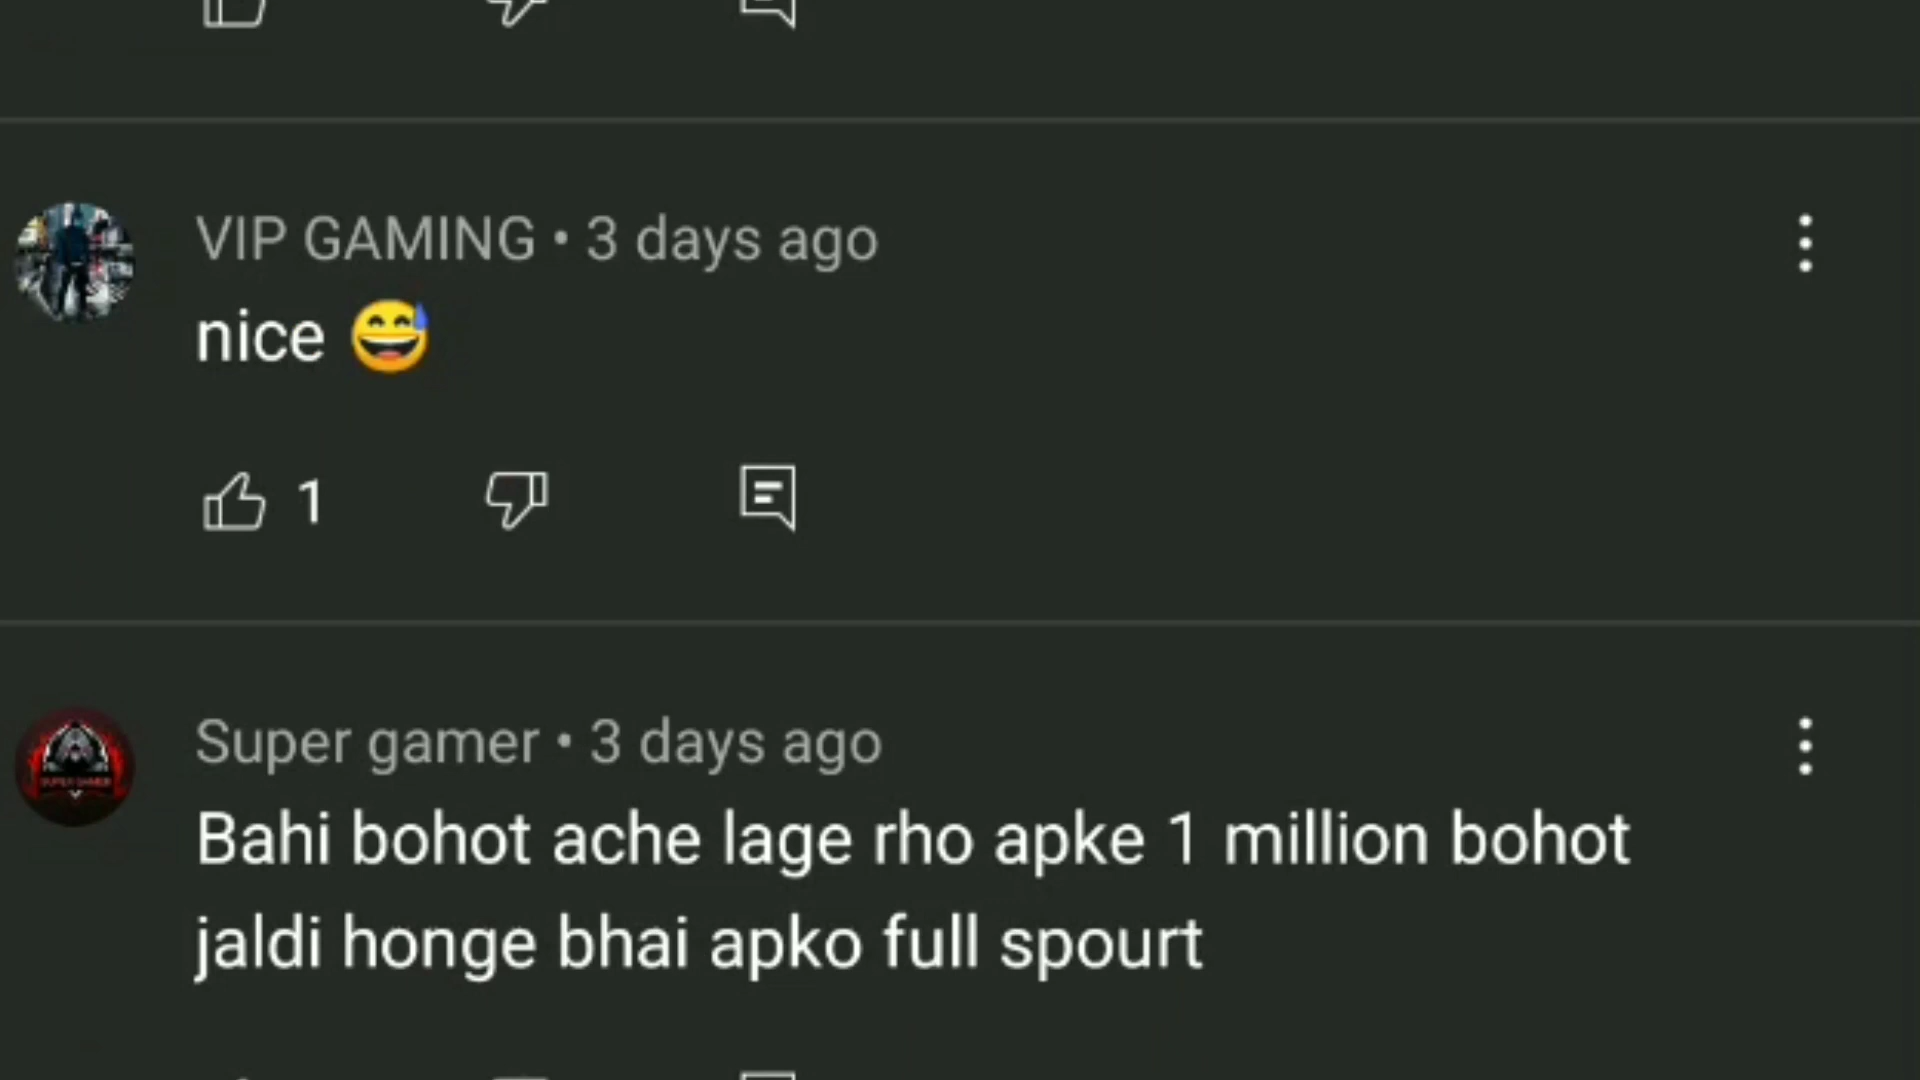 VIP GAMING • 3 days ago
nice 😅
1
Super gamer • 3 days ago
Bahi bohot ache lage rho apke 1 million bohot
jaldi honge bhai apko full spourt